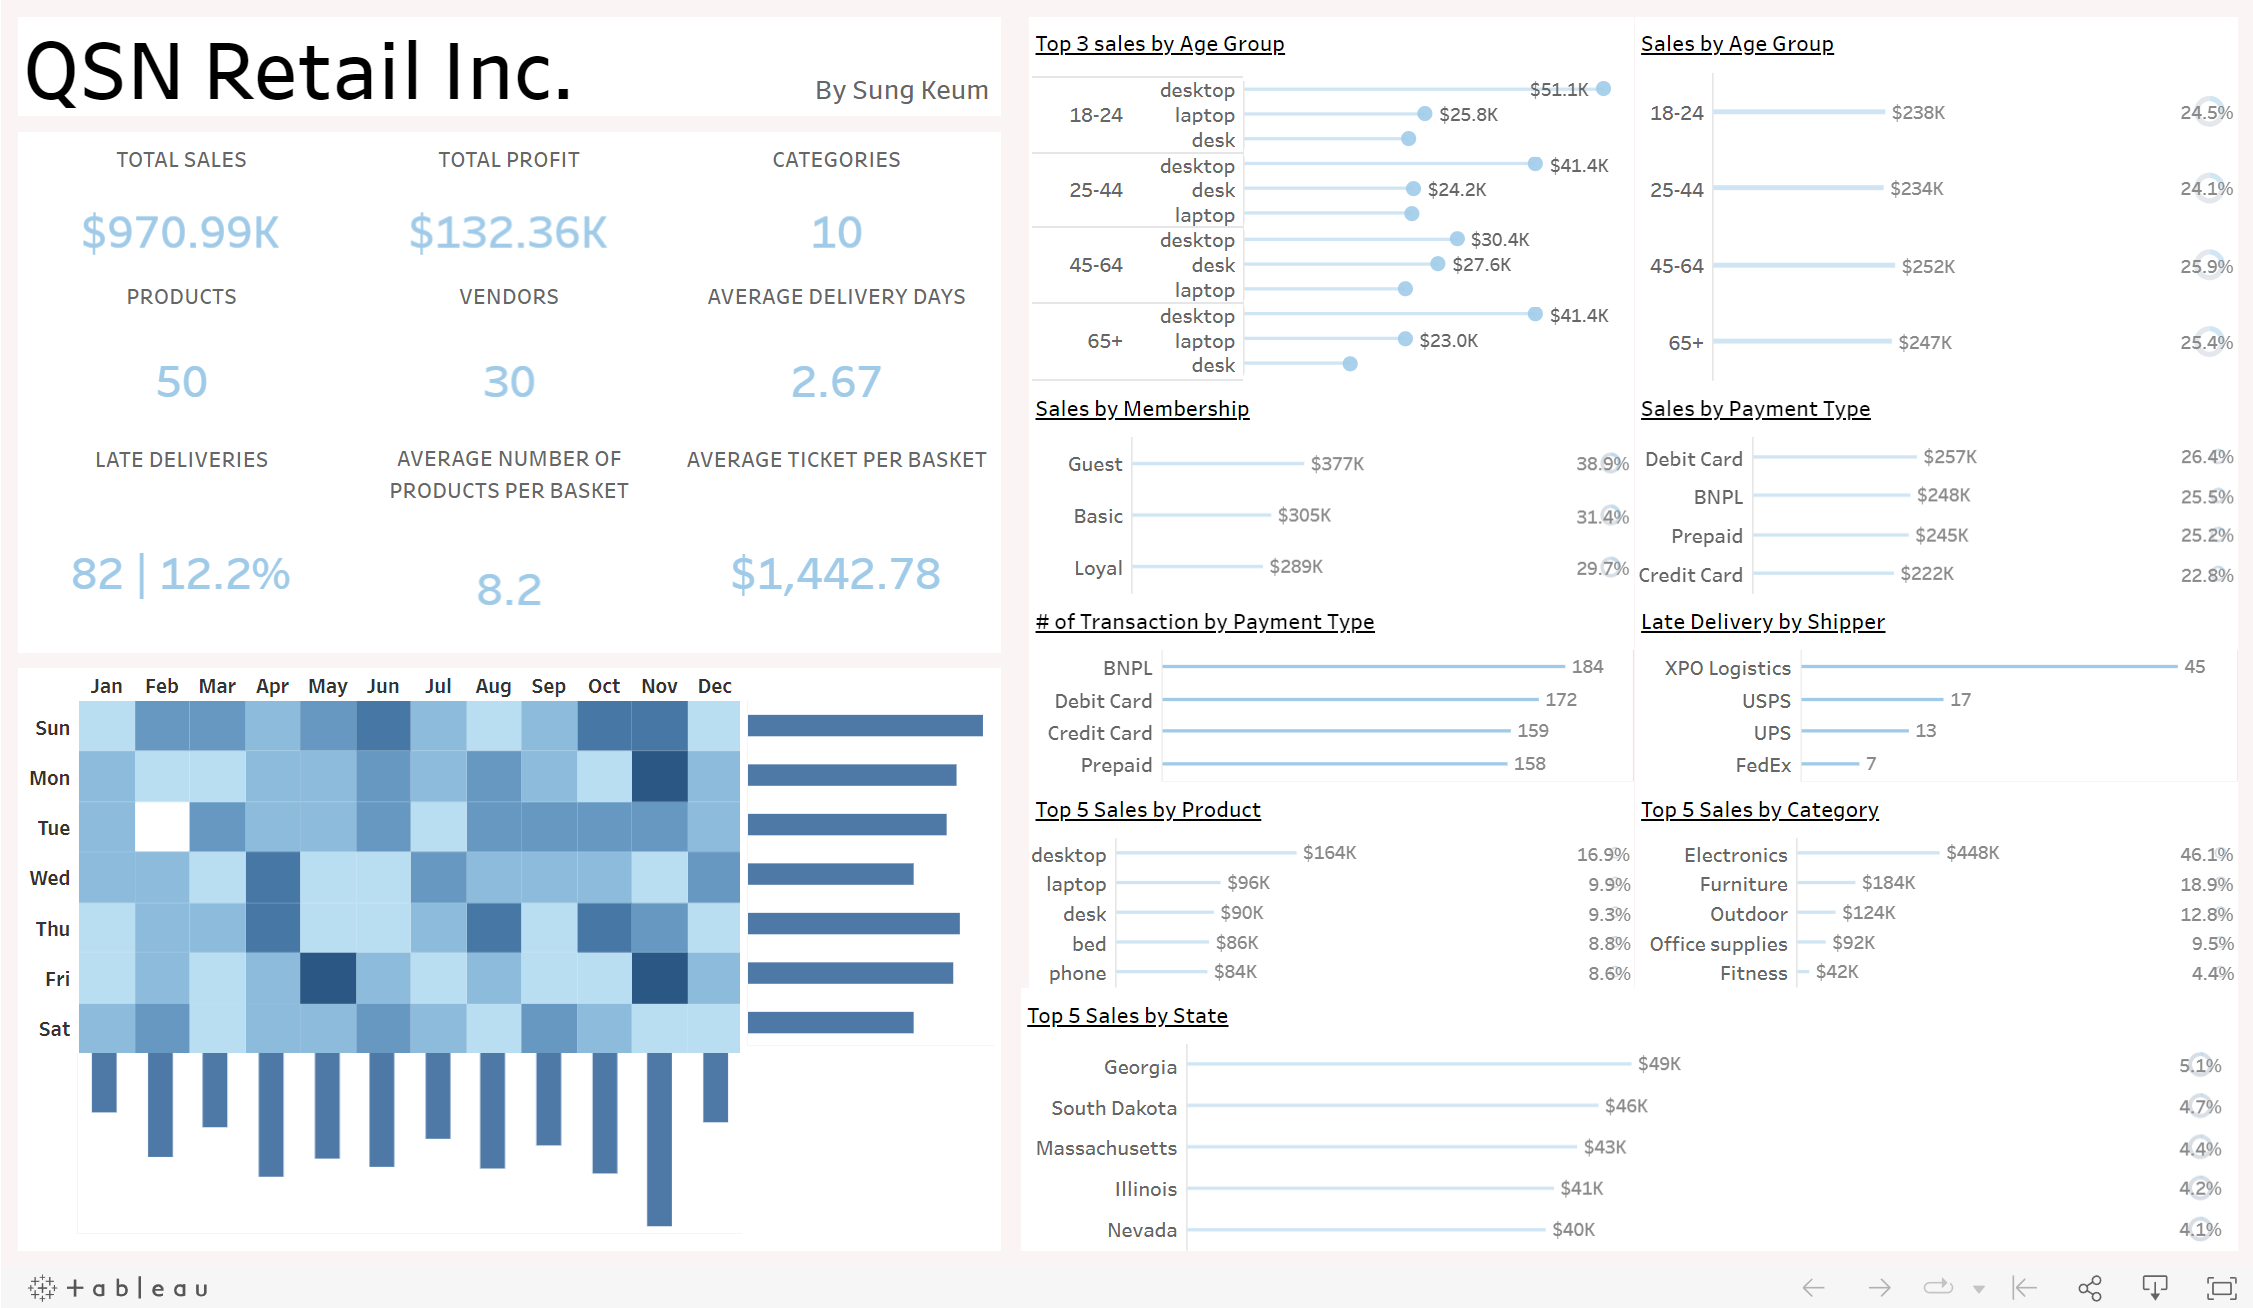 QSN Retail Inc.
By Sung Keum
TOTAL SALES
TOTAL PROFIT
CATEGORIES
$970.99K
$132.36K
10
PRODUCTS
VENDORS
AVERAGE DELIVERY DAYS
50
30
2.67
LATE DELIVERIES
AVERAGE NUMBER OF
PRODUCTS PER BASKET
AVERAGE TICKET PER BASKET
82 | 12.2%
8.2
$1,442.78
Jan Feb Mar Apr May Jun Jul Aug Sep Oct Nov Dec
Sun
Mon
Tue
Wed
Thu
Fri
Sat
Top 3 sales by Age Group
18-24
desktop $51.1K
laptop $25.8K
desk
25-44
desktop $41.4K
desk $24.2K
laptop
45-64
desktop $30.4K
desk $27.6K
laptop
65+
desktop $41.4K
laptop $23.0K
desk
Sales by Age Group
18-24 $238K 24.5%
25-44 $234K 24.1%
45-64 $252K 25.9%
65+ $247K 25.4%
Sales by Membership
Guest $377K 38.9%
Basic $305K 31.4%
Loyal $289K 29.7%
Sales by Payment Type
Debit Card $257K 26.4%
BNPL $248K 25.5%
Prepaid $245K 25.2%
Credit Card $222K 22.8%
# of Transaction by Payment Type
BNPL 184
Debit Card 172
Credit Card 159
Prepaid 158
Late Delivery by Shipper
XPO Logistics 45
USPS 17
UPS 13
FedEx 7
Top 5 Sales by Product
desktop $164K 16.9%
laptop $96K 9.9%
desk $90K 9.3%
bed $86K 8.8%
phone $84K 8.6%
Top 5 Sales by Category
Electronics $448K 46.1%
Furniture $184K 18.9%
Outdoor $124K 12.8%
Office supplies $92K 9.5%
Fitness $42K 4.4%
Top 5 Sales by State
Georgia $49K 5.1%
South Dakota $46K 4.7%
Massachusetts $43K 4.4%
Illinois $41K 4.2%
Nevada $40K 4.1%
+ableau